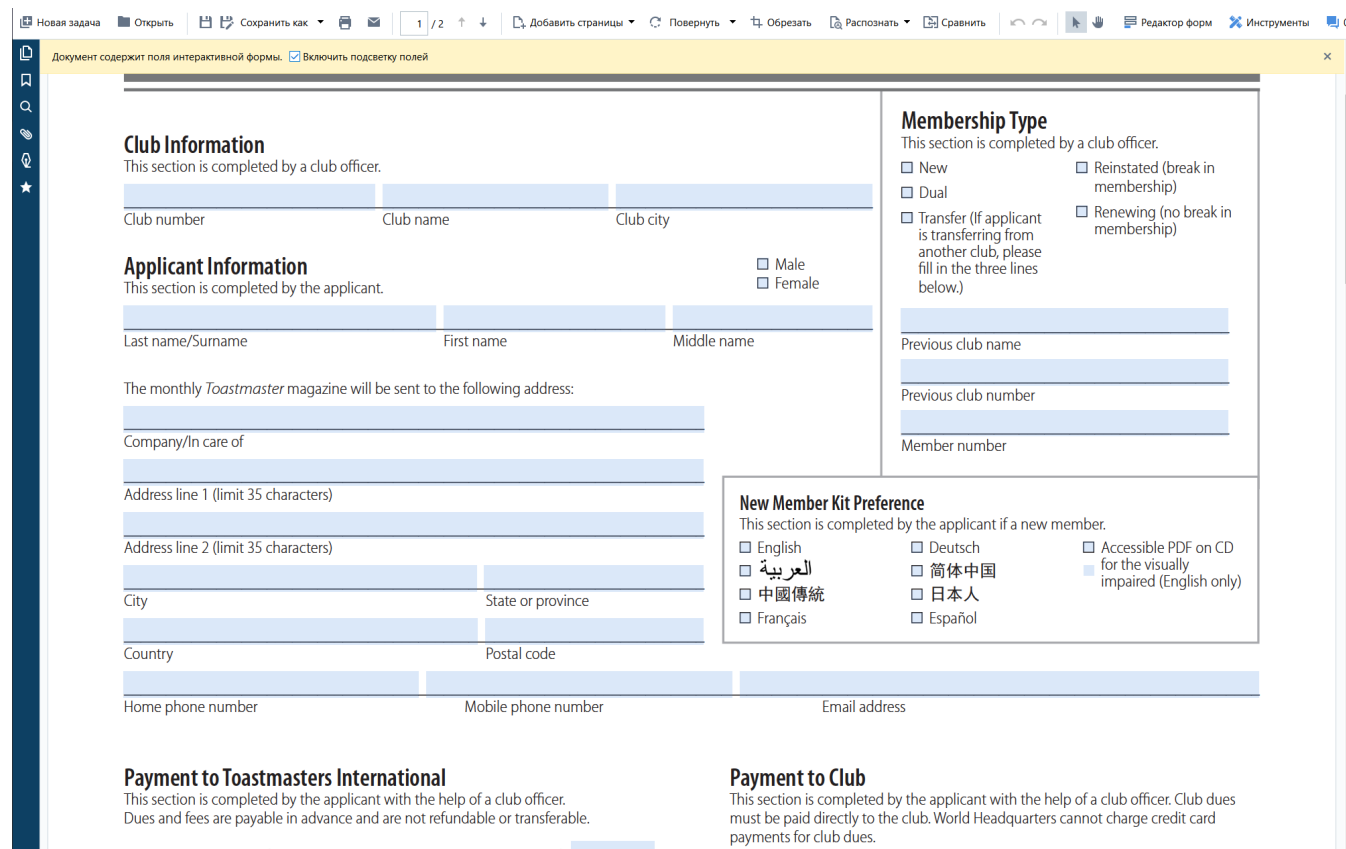 Новая задача Открыть Сохранить как 1 / 2 Добавить страницы Повернуть Обрезать Распознать Сравнить Редактор форм Инструменты
Документ содержит поля интерактивной формы. Включить подсветку полей
Club Information
This section is completed by a club officer.
Club number Club name Club city
Applicant Information
This section is completed by the applicant.
Male
Female
Last name/Surname First name Middle name
The monthly Toastmaster magazine will be sent to the following address:
Company/In care of
Address line 1 (limit 35 characters)
Address line 2 (limit 35 characters)
City State or province
Country Postal code
Home phone number Mobile phone number Email address
Membership Type
This section is completed by a club officer.
New
Dual
Transfer (If applicant
is transferring from
another club, please
fill in the three lines
below.)
Reinstated (break in
membership)
Renewing (no break in
membership)
Previous club name
Previous club number
Member number
New Member Kit Preference
This section is completed by the applicant if a new member.
English
العربية
中國傳統
Français
Deutsch
简体中国
日本人
Español
Accessible PDF on CD
for the visually
impaired (English only)
Payment to Toastmasters International
This section is completed by the applicant with the help of a club officer.
Dues and fees are payable in advance and are not refundable or transferable.
Payment to Club
This section is completed by the applicant with the help of a club officer. Club dues
must be paid directly to the club. World Headquarters cannot charge credit card
payments for club dues.